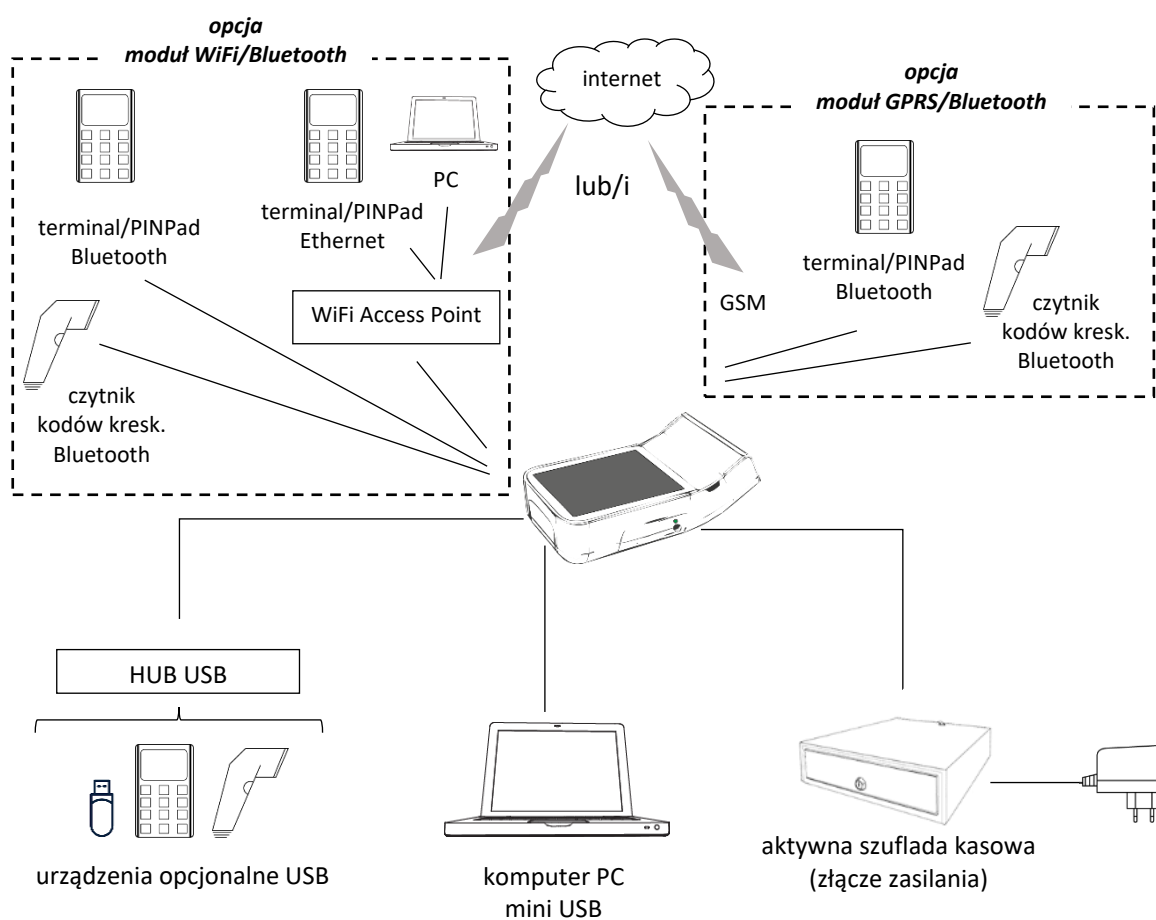 opcja
moduł WiFi/Bluetooth
internet
opcja
moduł GPRS/Bluetooth
PC
lub/i
terminal/PINPad
Bluetooth
terminal/PINPad
Ethernet
terminal/PINPad
Bluetooth
WiFi Access Point
GSM
czytnik
kodów kresk.
Bluetooth
czytnik
kodów kresk.
Bluetooth
HUB USB
urządzenia opcjonalne USB
komputer PC
mini USB
aktywna szuflada kasowa
(złącze zasilania)